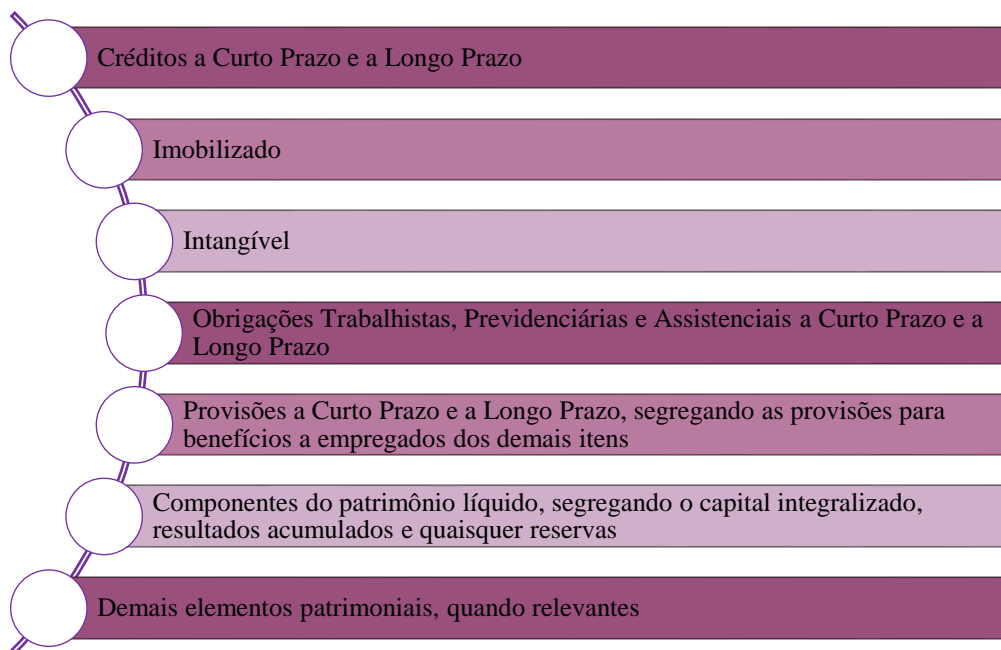 Créditos a Curto Prazo e a Longo Prazo
Imobilizado
Intangível
Obrigações Trabalhistas, Previdenciárias e Assistenciais a Curto Prazo e a
Longo Prazo
Provisões a Curto Prazo e a Longo Prazo, segregando as provisões para
benefícios a empregados dos demais itens
Componentes do patrimônio líquido, segregando o capital integralizado,
resultados acumulados e quaisquer reservas
Demais elementos patrimoniais, quando relevantes